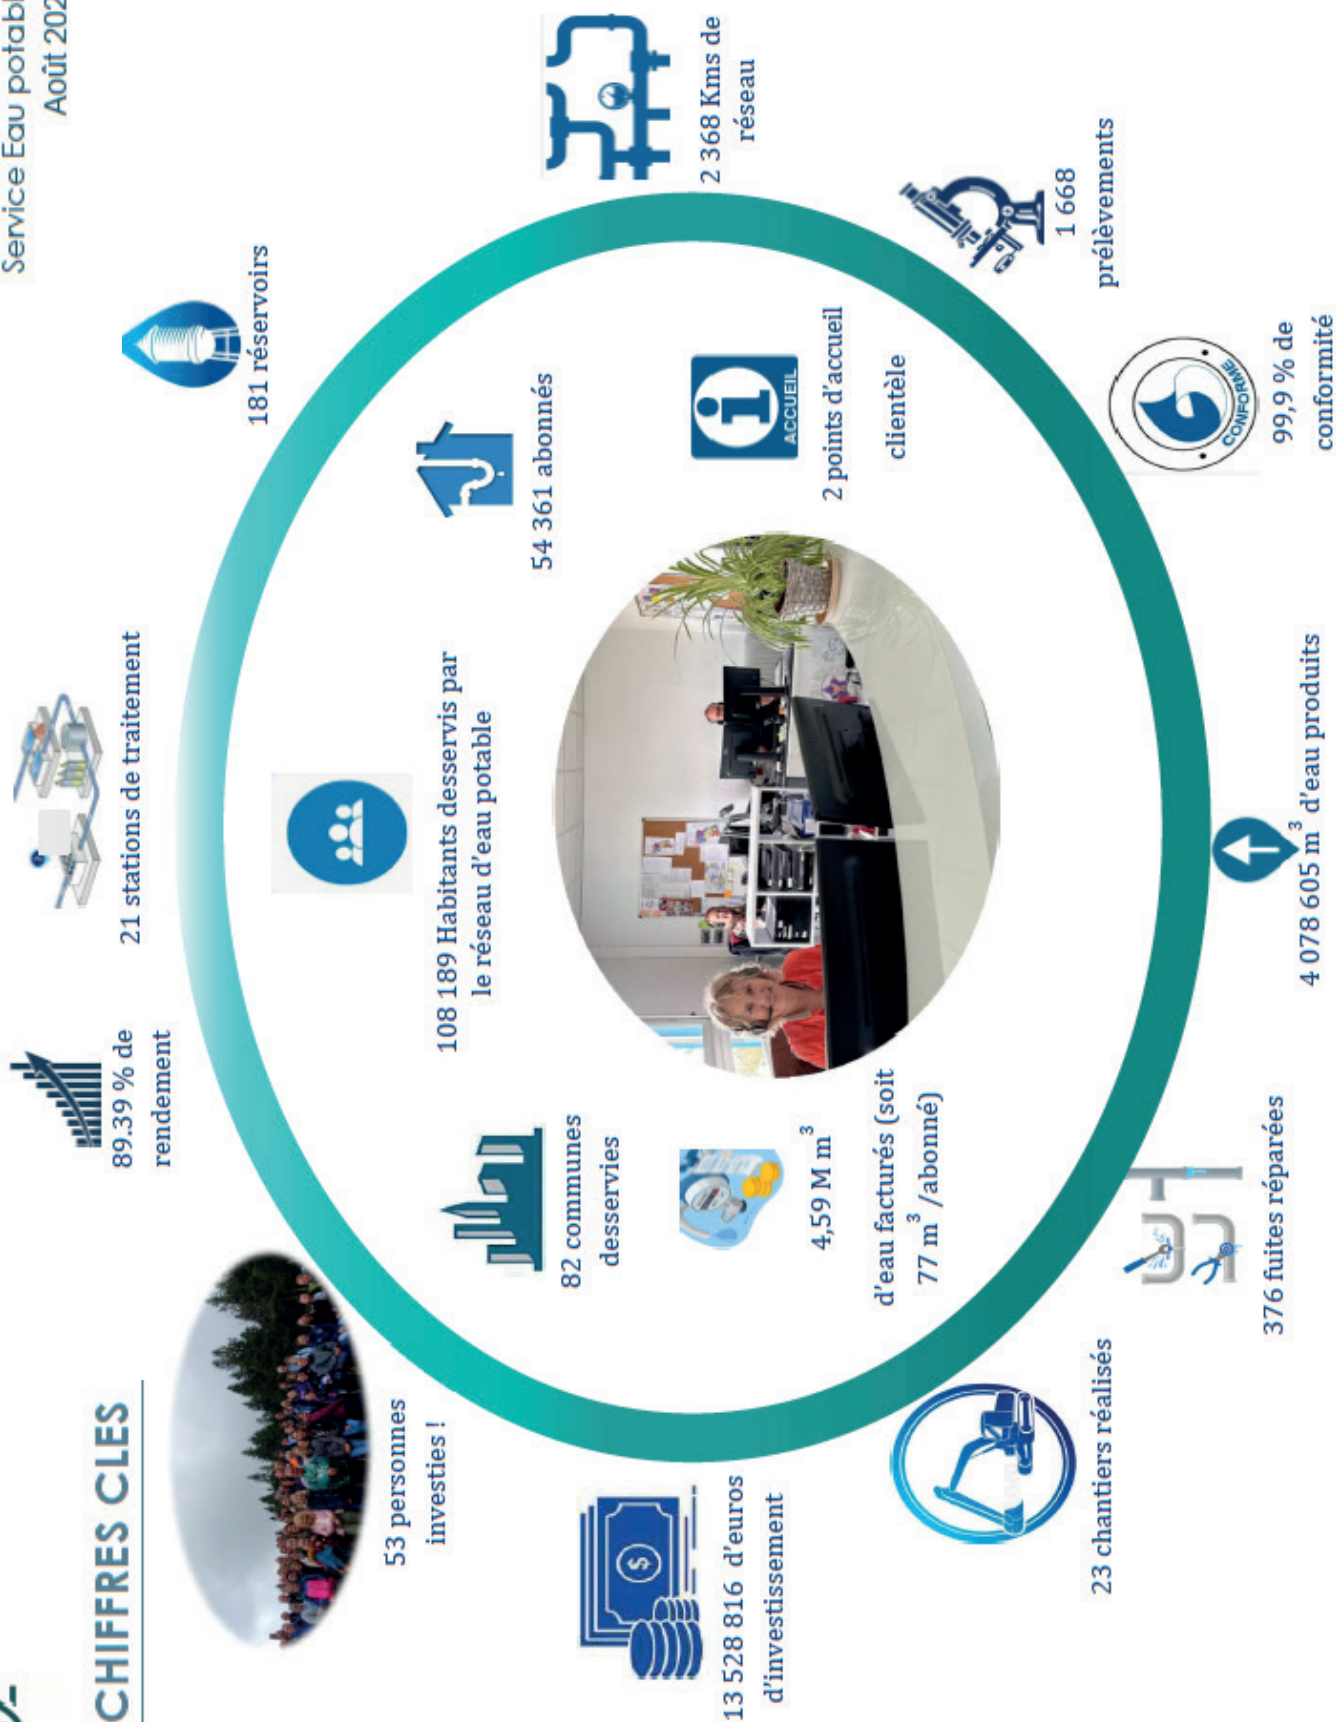 Service Eau potabl
Août 202
CHIFFRES CLES
53 personnes
investies !
89.39 % de
rendement
21 stations de traitement
181 réservoirs
2 368 Kms de
réseau
1 668
prélèvements
CONFORME
99,9 % de
conformité
4 078 605 m³ d'eau produits
376 fuites réparées
23 chantiers réalisés
13 528 816 d'euros
d'investissement
108 189 Habitants desservis par
le réseau d'eau potable
82 communes
desservies
54 361 abonnés
4,59 M m³
d'eau facturés (soit
77 m³ /abonné)
ACCUEIL
2 points d'accueil
clientèle